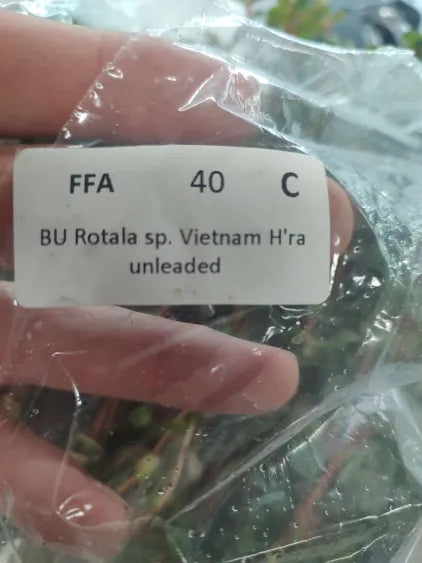 FFA 40 C
BU Rotala sp. Vietnam H'ra
unleaded